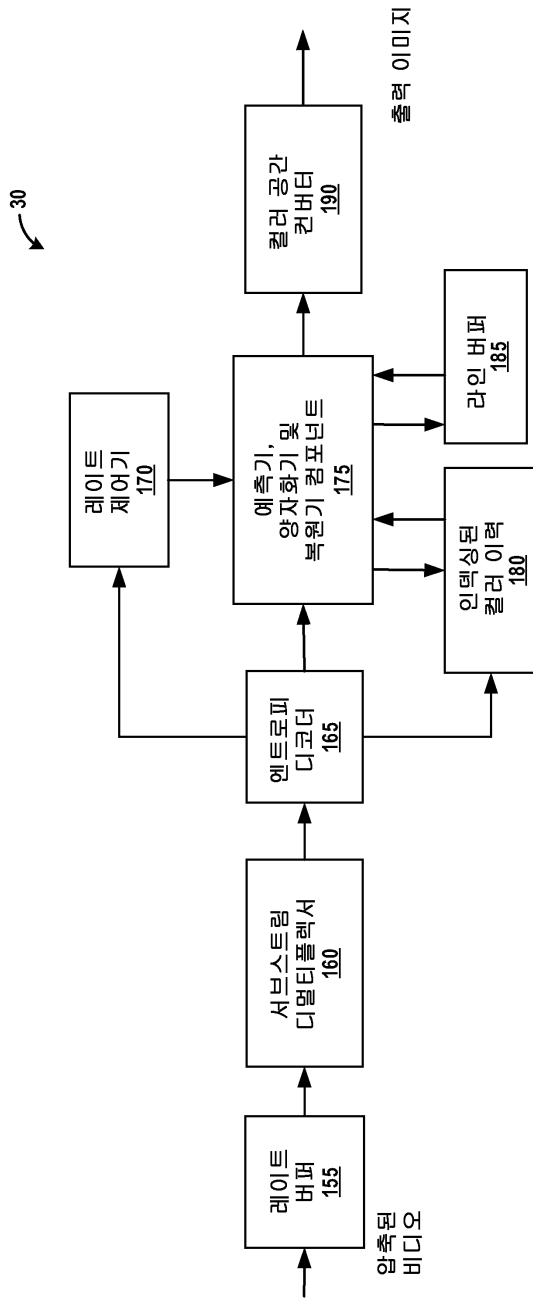 30
압축된
비디오
레이트
버퍼
155
서브스트림
디멀티플렉서
160
엔트로피
디코더
165
레이트
제어기
170
예측기,
양자화기 및
복원기 컴포넌트
175
인덱싱된
컬러 이력
180
라인 버퍼
185
컬러 공간
컨버터
190
출력 이미지